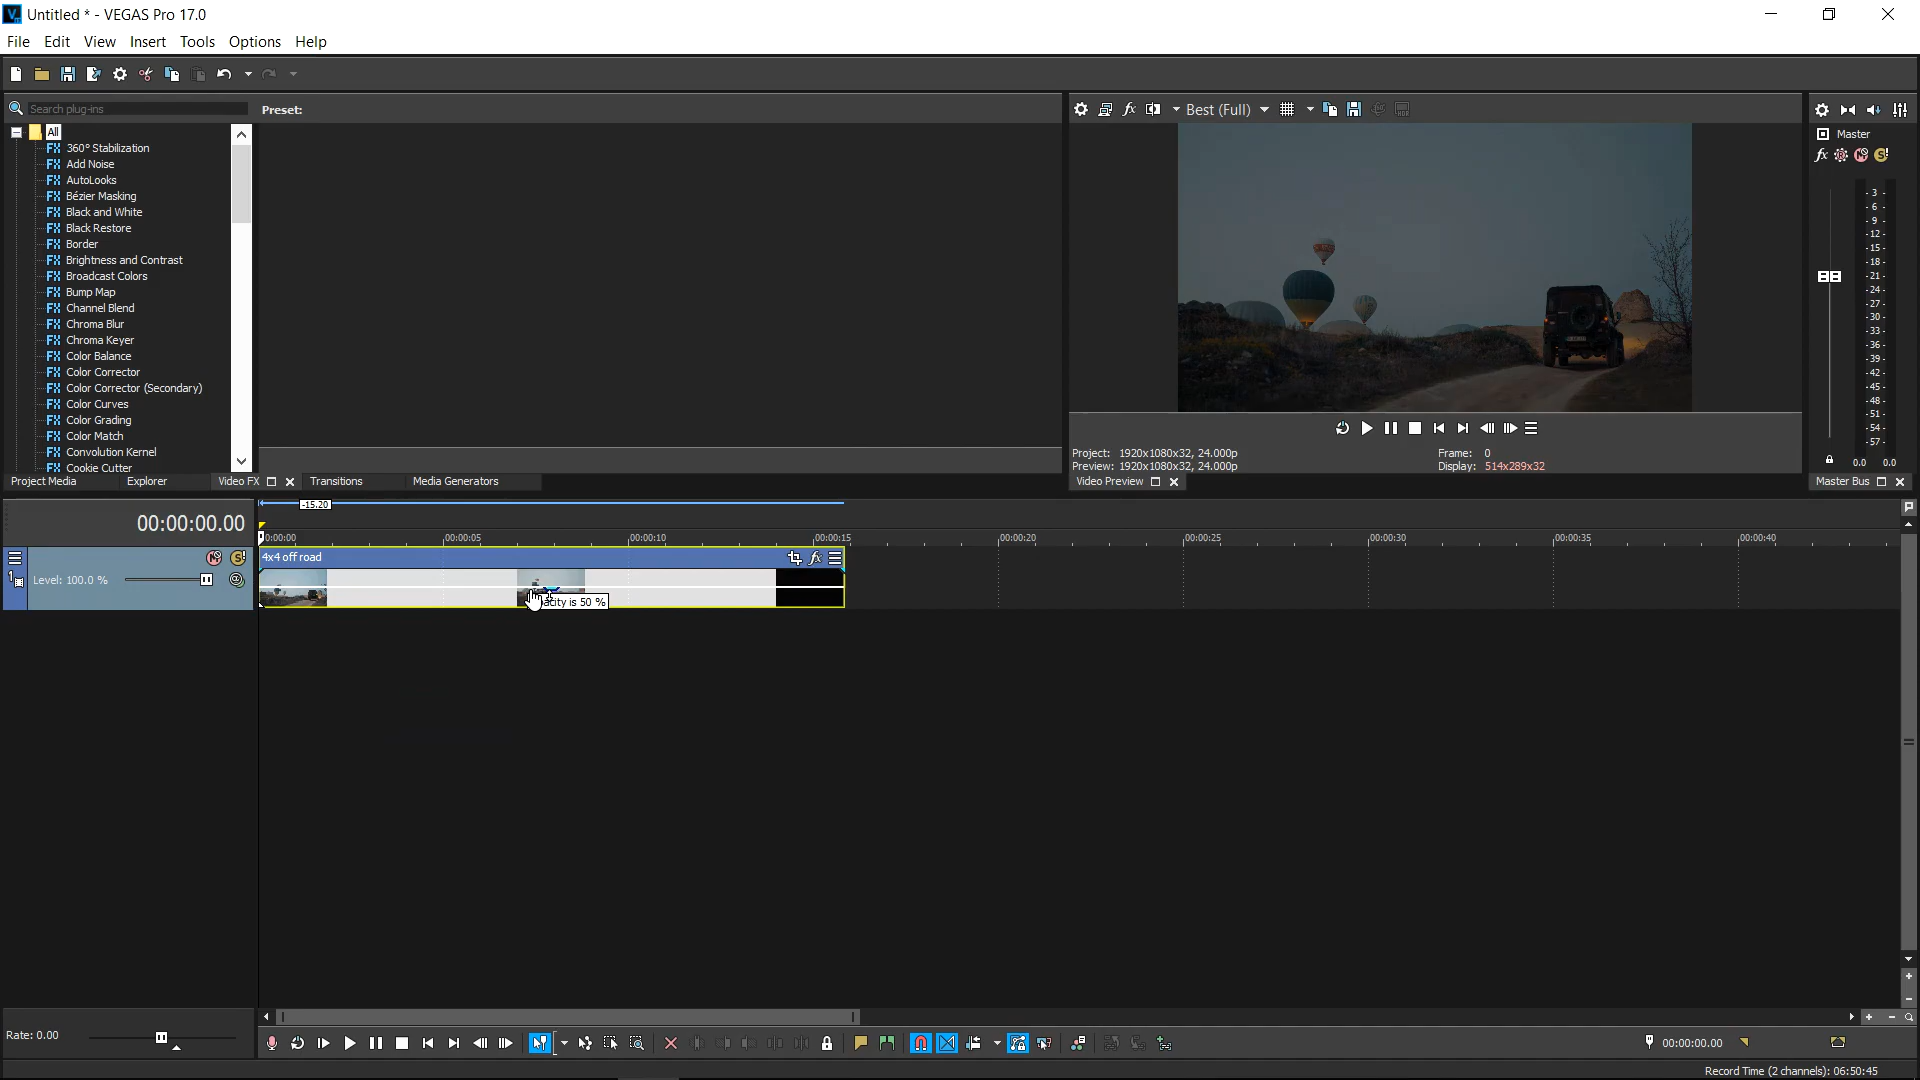 Untitled * - VEGAS Pro 17.0
File Edit View Insert Tools Options Help
Search plug-ins
Preset:
Best (Full)
All
360° Stabilization
Add Noise
AutoLooks
Bézier Masking
Black and White
Black Restore
Border
Brightness and Contrast
Broadcast Colors
Bump Map
Channel Blend
Chroma Blur
Chroma Keyer
Color Balance
Color Corrector
Color Corrector (Secondary)
Color Curves
Color Grading
Color Match
Convolution Kernel
Cookie Cutter
Project Media Explorer Video FX Transitions Media Generators
Project: 1920x1080x32, 24.000p
Preview: 1920x1080x32, 24.000p
Frame: 0
Display: 514x289x32
Video Preview
Master
-3-
-6-
-9-
-12-
-15-
-18-
-21-
-24-
-27-
-30-
-33-
-36-
-39-
-42-
-45-
-48-
-51-
-54-
-57-
0.0 0.0
Master Bus
-15.20
00:00:00.00
0:00:00 00:00:05 00:00:10 00:00:15 00:00:20 00:00:25 00:00:30 00:00:35 00:00:40
4x4 off road
1
Level: 100.0 %
acity is 50 %
Rate: 0.00
00:00:00.00
Record Time (2 channels): 06:50:45